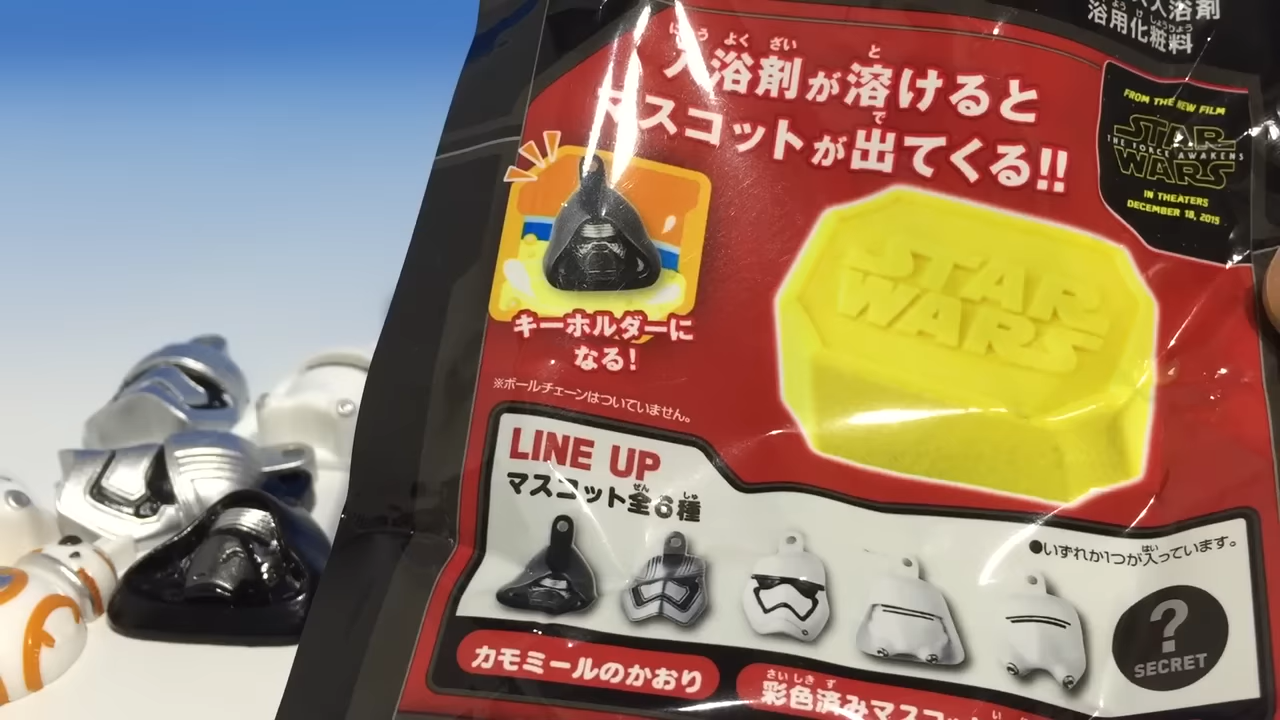 入浴剤
浴用化粧料
入浴剤が溶けると
マスコットが出てくる!!
FROM THE NEW FILM
STAR
THE FORCE AWAKENS
WARS
IN THEATERS
DECEMBER 18, 2015
STAR
WARS
キーホルダーに
なる!
※ボールチェーンはついていません。
LINE UP
マスコット全6種
●いずれか1つが入っています。
?
SECRET
カモミールのかおり
彩色済みマスコット